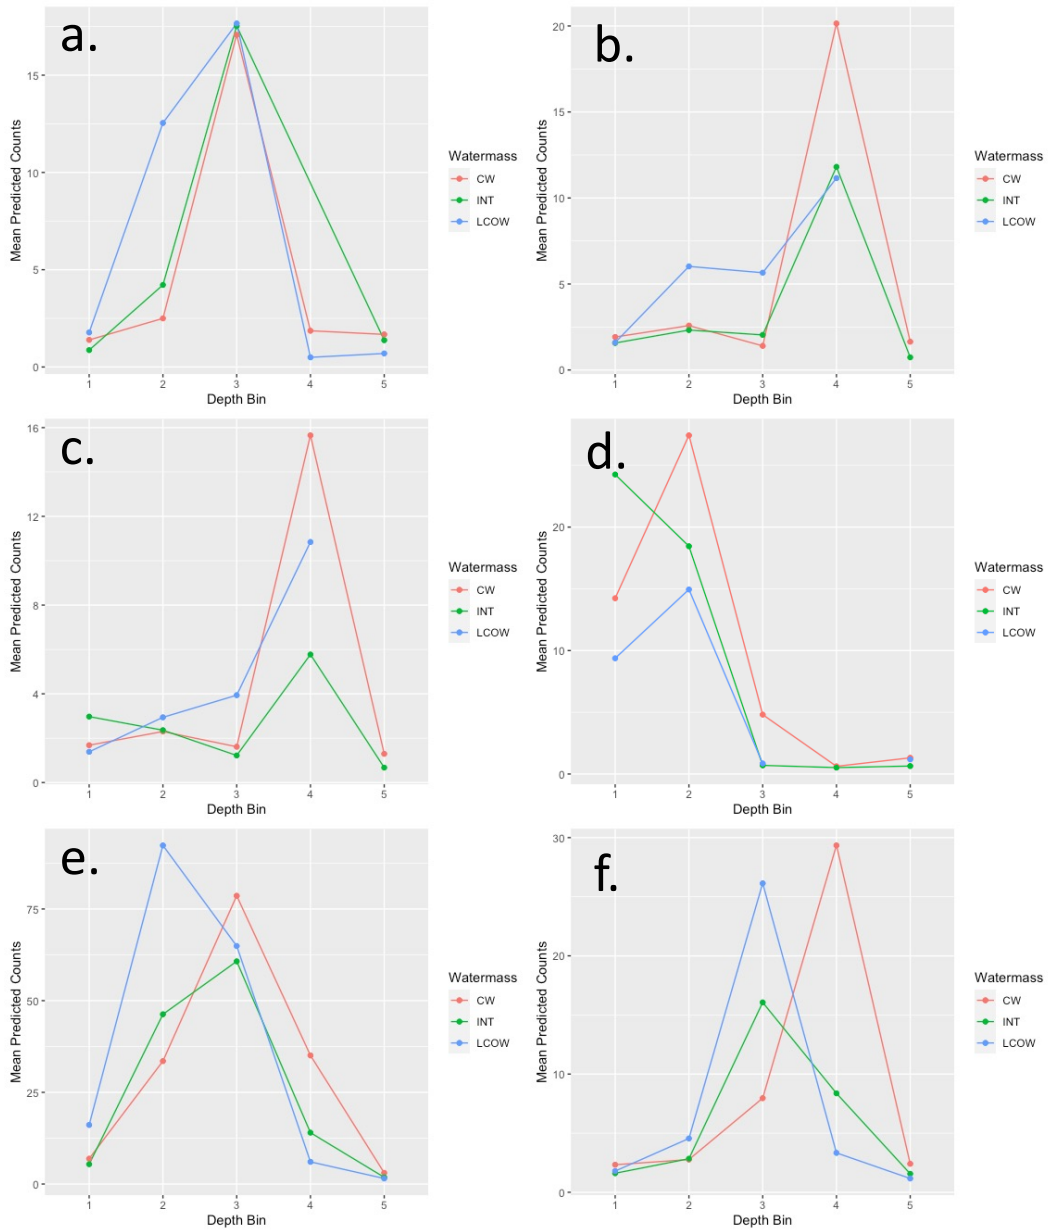 a.
15
10
5
0
1 2 3 4 5
Mean Predicted Counts
Depth Bin
Watermass
CW
INT
LCOW
b.
20
15
10
5
0
1 2 3 4 5
Mean Predicted Counts
Depth Bin
Watermass
CW
INT
LCOW
c.
16
12
8
4
0
1 2 3 4 5
Mean Predicted Counts
Depth Bin
Watermass
CW
INT
LCOW
d.
20
10
0
1 2 3 4 5
Mean Predicted Counts
Depth Bin
Watermass
CW
INT
LCOW
e.
75
50
25
0
1 2 3 4 5
Mean Predicted Counts
Depth Bin
Watermass
CW
INT
LCOW
f.
30
20
10
0
1 2 3 4 5
Mean Predicted Counts
Depth Bin
Watermass
CW
INT
LCOW